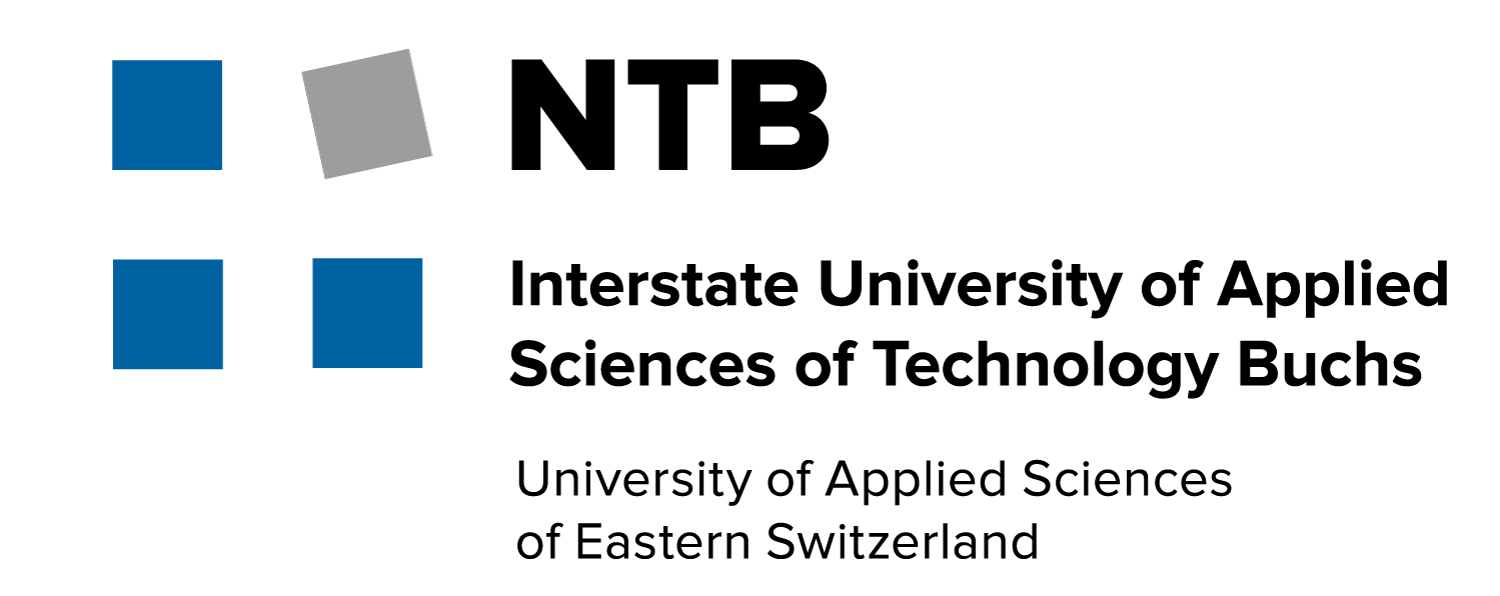 NTB
Interstate University of Applied
Sciences of Technology Buchs
University of Applied Sciences
of Eastern Switzerland